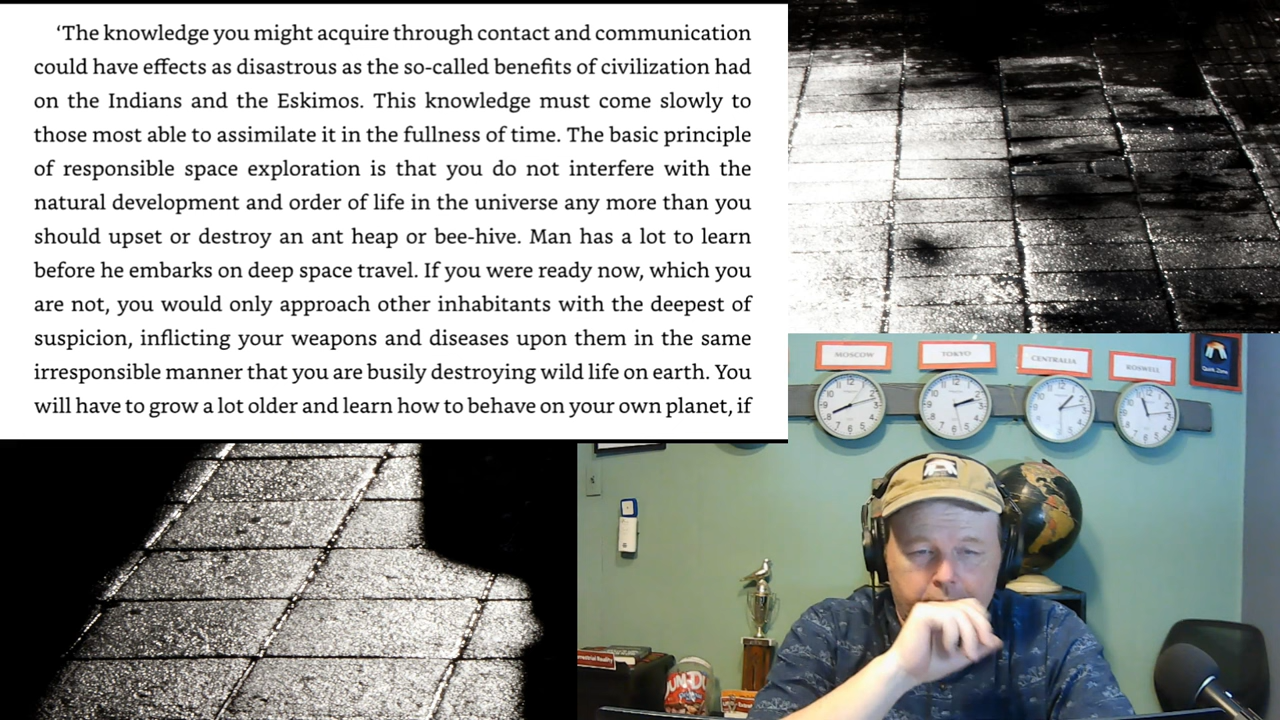 ‘The knowledge you might acquire through contact and communication
could have effects as disastrous as the so-called benefits of civilization had
on the Indians and the Eskimos. This knowledge must come slowly to
those most able to assimilate it in the fullness of time. The basic principle
of responsible space exploration is that you do not interfere with the
natural development and order of life in the universe any more than you
should upset or destroy an ant heap or bee-hive. Man has a lot to learn
before he embarks on deep space travel. If you were ready now, which you
are not, you would only approach other inhabitants with the deepest of
suspicion, inflicting your weapons and diseases upon them in the same
irresponsible manner that you are busily destroying wild life on earth. You
will have to grow a lot older and learn how to behave on your own planet, if
MOSCOW
TOKYO
CENTRALIA
ROSWELL